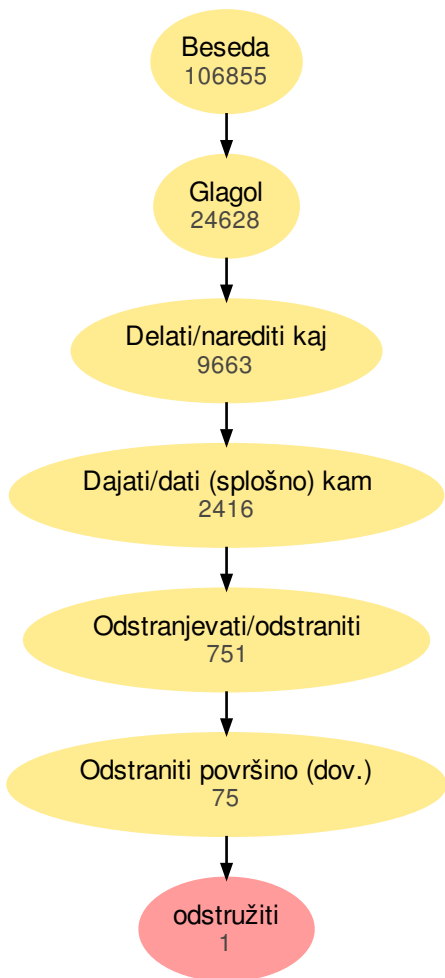 Beseda
106855
Glagol
24628
Delati/narediti kaj
9663
Dajati/dati (splošno) kam
2416
Odstranjevati/odstraniti
751
Odstraniti površino (dov.)
75
odstružiti
1